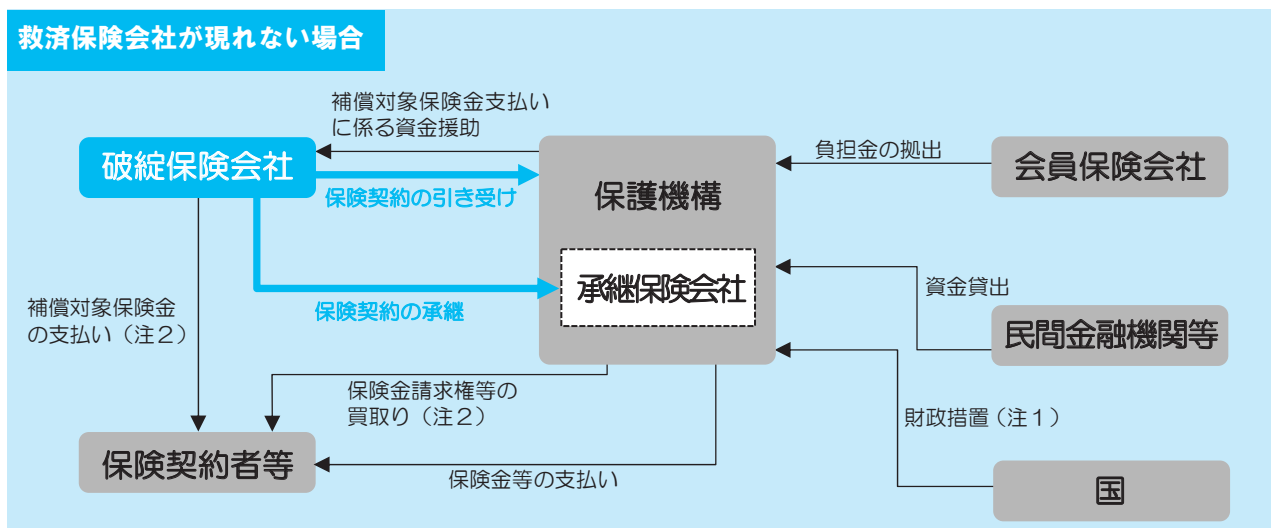 救済保険会社が現れない場合
補償対象保険金支払い
に係る資金援助
破綻保険会社
保険契約の引き受け
保護機構
負担金の拠出
会員保険会社
承継保険会社
保険契約の承継
資金貸出
民間金融機関等
補償対象保険金
の支払い(注2)
保険金請求権等の
買取り(注2)
財政措置(注1)
保険契約者等
保険金等の支払い
国